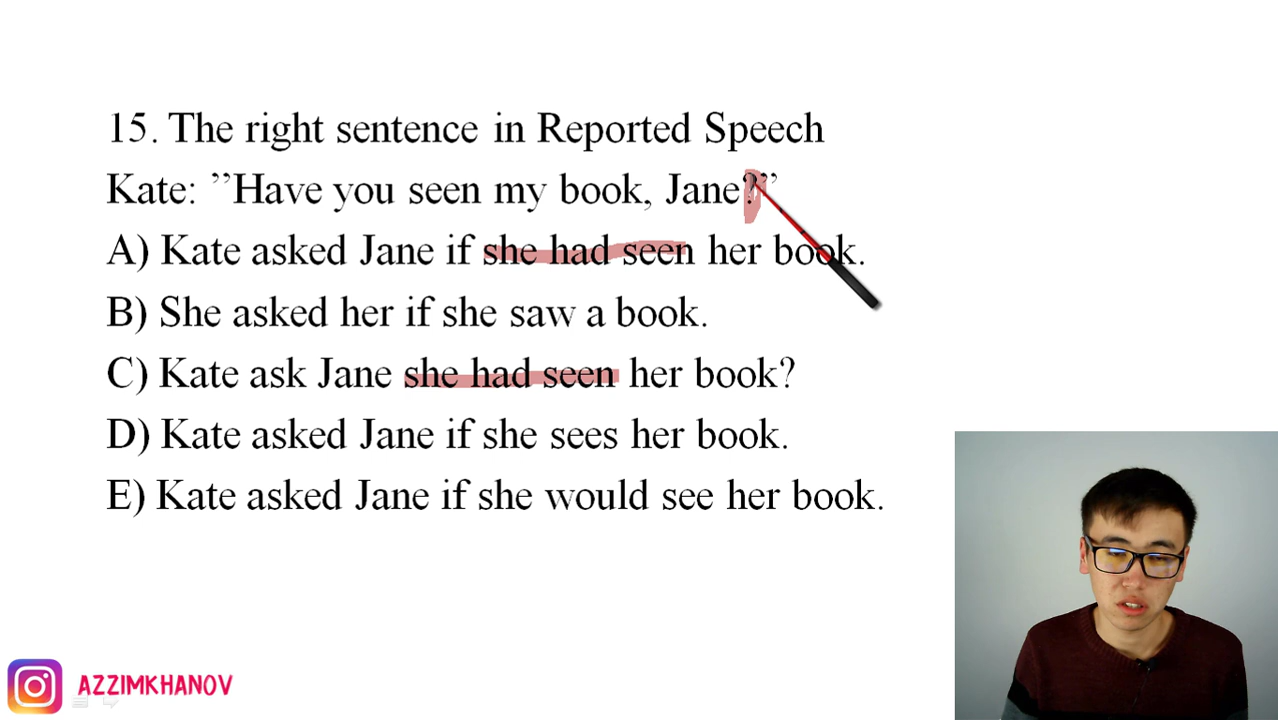 15. The right sentence in Reported Speech
Kate: ”Have you seen my book, Jane?”
A) Kate asked Jane if she had seen her book.
B) She asked her if she saw a book.
C) Kate ask Jane she had seen her book?
D) Kate asked Jane if she sees her book.
E) Kate asked Jane if she would see her book.
AZZIMKHANOV